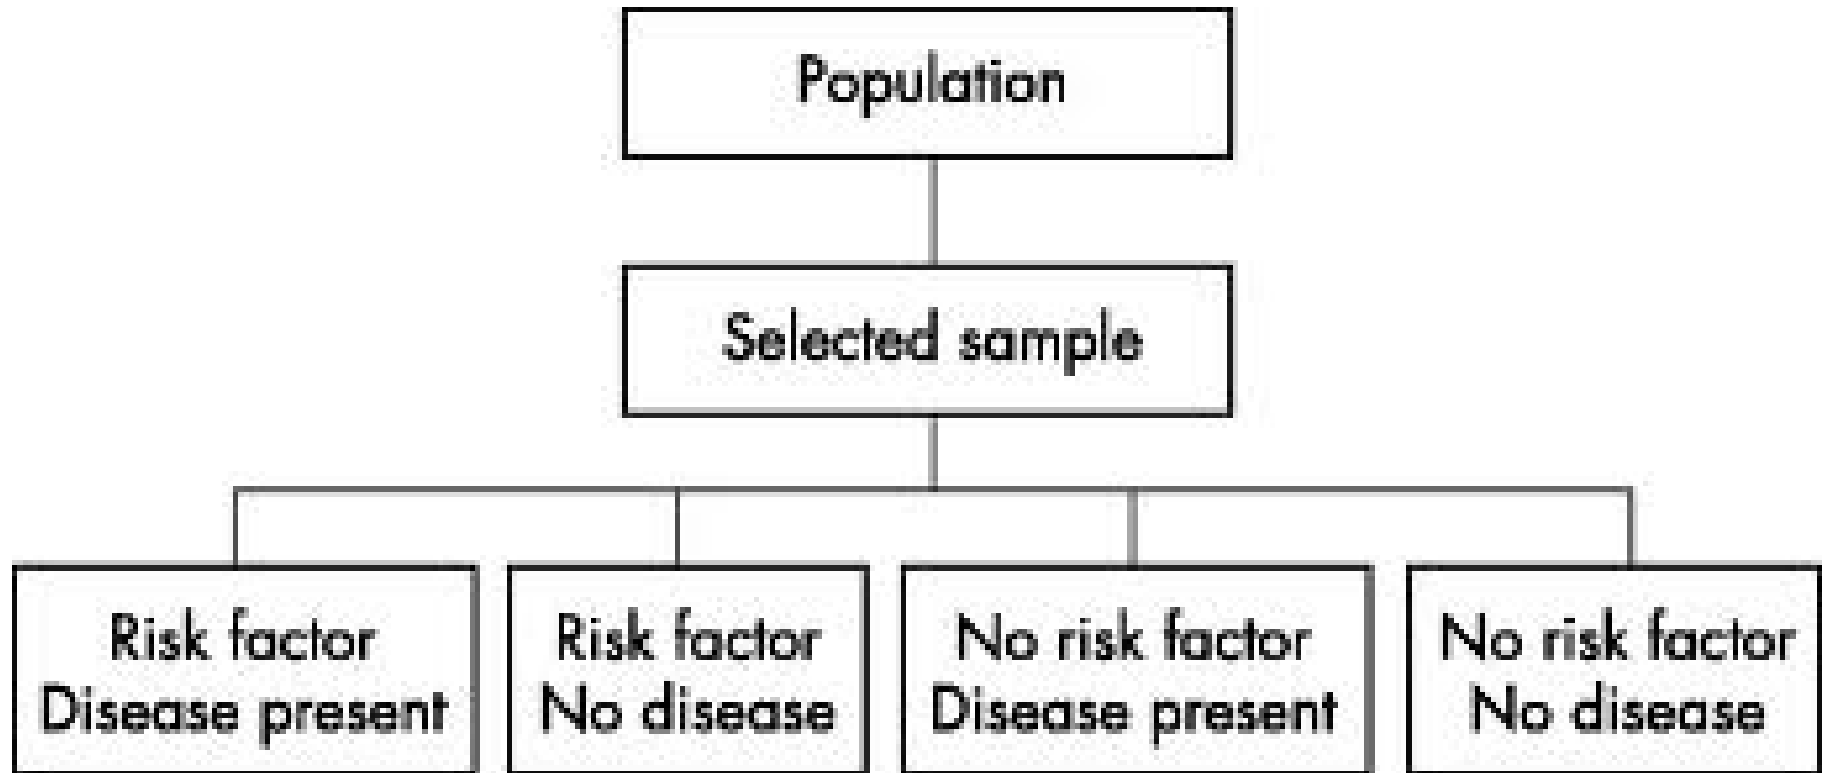 Population
Selected sample
Risk factor
Disease present
Risk factor
No disease
No risk factor
Disease present
No risk factor
No disease